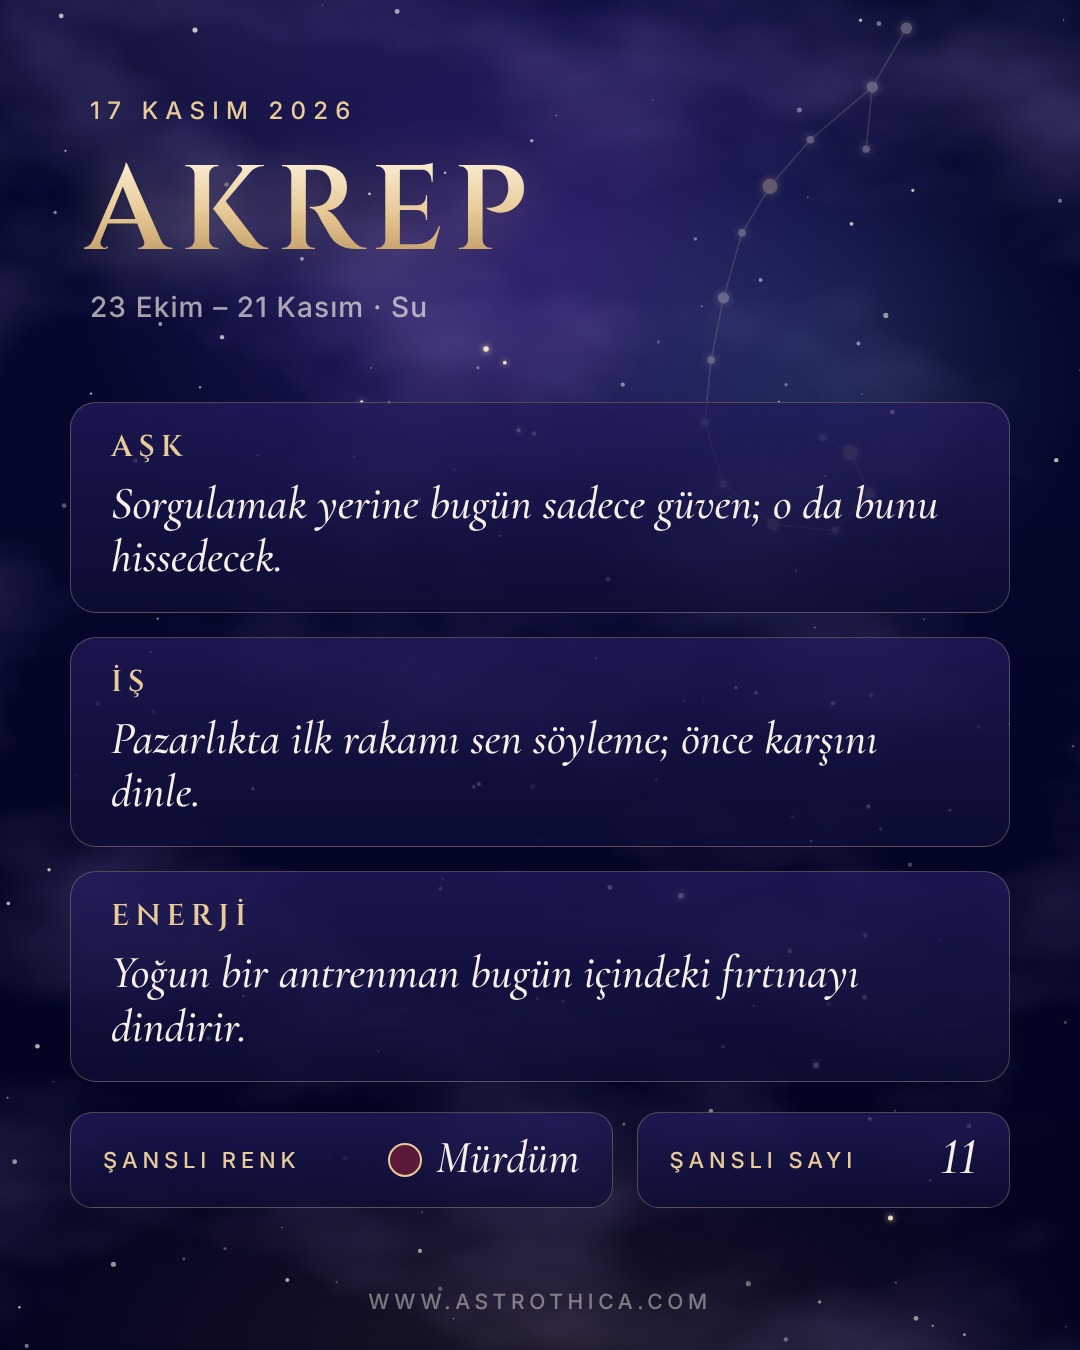 17 KASIM 2026
AKREP
23 Ekim – 21 Kasım · Su
AŞK
Sorgulamak yerine bugün sadece güven; o da bunu
hissedecek.
İŞ
Pazarlıkta ilk rakamı sen söyleme; önce karşını
dinle.
ENERJİ
Yoğun bir antrenman bugün içindeki fırtınayı
dindirir.
ŞANSLI RENK Mürdüm
ŞANSLI SAYI 11
WWW.ASTROTHICA.COM